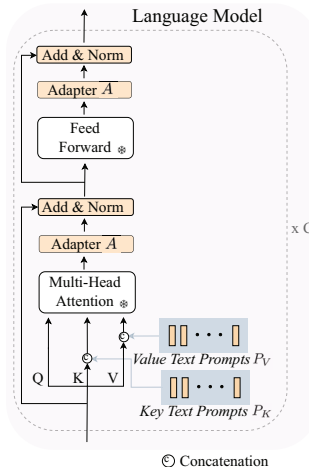 Language Model
Add & Norm
Adapter A
Feed
Forward
Add & Norm
Adapter A
Multi-Head
Attention
Q K V
Value Text Prompts P_V
Key Text Prompts P_K
x
C Concatenation